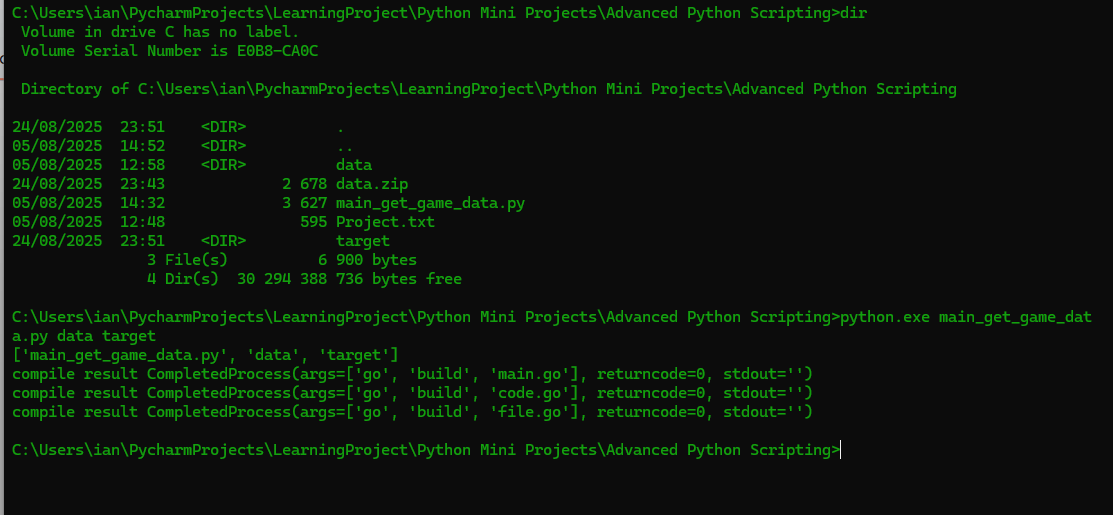 C:\Users\ian\PycharmProjects\LearningProject\Python Mini Projects\Advanced Python Scripting>dir
 Volume in drive C has no label.
 Volume Serial Number is E0B8-CA0C

 Directory of C:\Users\ian\PycharmProjects\LearningProject\Python Mini Projects\Advanced Python Scripting

24/08/2025  23:51    <DIR>          .
05/08/2025  14:52    <DIR>          ..
05/08/2025  12:58    <DIR>          data
24/08/2025  23:43             2 678 data.zip
05/08/2025  14:32             3 627 main_get_game_data.py
05/08/2025  12:48               595 Project.txt
24/08/2025  23:51    <DIR>          target
               3 File(s)          6 900 bytes
               4 Dir(s)  30 294 388 736 bytes free

C:\Users\ian\PycharmProjects\LearningProject\Python Mini Projects\Advanced Python Scripting>python.exe main_get_game_dat
a.py data target
['main_get_game_data.py', 'data', 'target']
compile result CompletedProcess(args=['go', 'build', 'main.go'], returncode=0, stdout='')
compile result CompletedProcess(args=['go', 'build', 'code.go'], returncode=0, stdout='')
compile result CompletedProcess(args=['go', 'build', 'file.go'], returncode=0, stdout='')

C:\Users\ian\PycharmProjects\LearningProject\Python Mini Projects\Advanced Python Scripting>